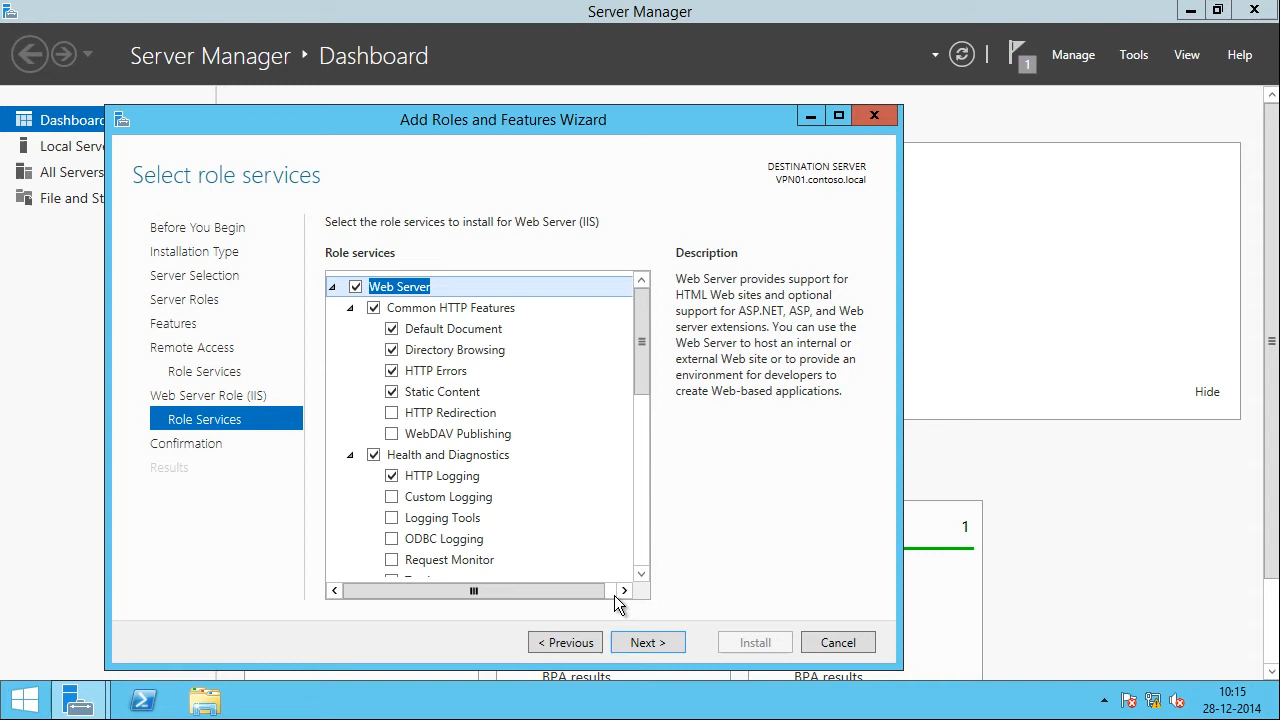 Server Manager
Server Manager ‣ Dashboard
1
Manage
Tools
View
Help
Dashboard
Local Serve
All Servers
File and St
Add Roles and Features Wizard
Select role services
DESTINATION SERVER
VPN01.contoso.local
Before You Begin
Installation Type
Server Selection
Server Roles
Features
Remote Access
Role Services
Web Server Role (IIS)
Role Services
Confirmation
Results
Select the role services to install for Web Server (IIS)
Role services
Web Server
Common HTTP Features
Default Document
Directory Browsing
HTTP Errors
Static Content
HTTP Redirection
WebDAV Publishing
Health and Diagnostics
HTTP Logging
Custom Logging
Logging Tools
ODBC Logging
Request Monitor
Description
Web Server provides support for
HTML Web sites and optional
support for ASP.NET, ASP, and Web
server extensions. You can use the
Web Server to host an internal or
external Web site or to provide an
environment for developers to
create Web-based applications.
< Previous
Next >
Install
Cancel
Hide
1
BPA results
BPA results
10:15
28-12-2014